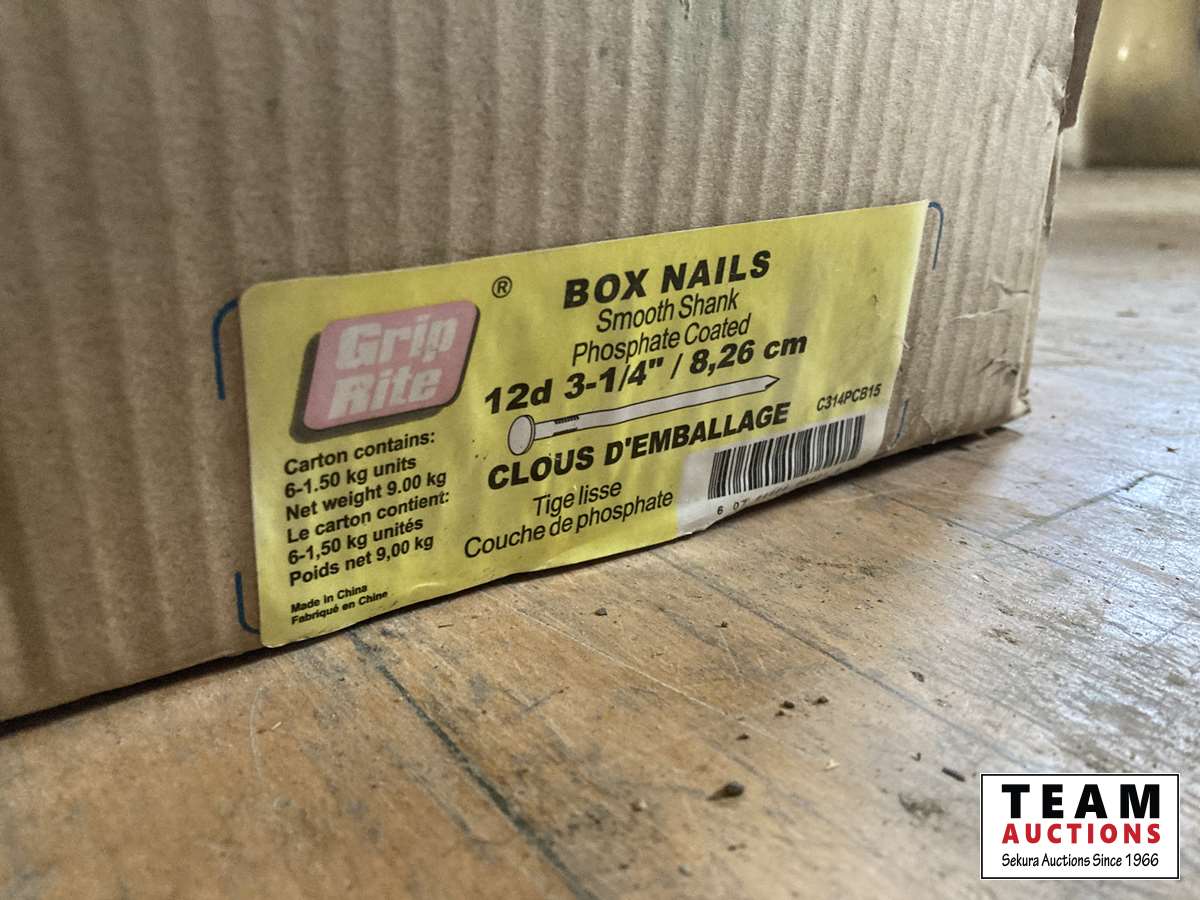 Grip
Rite
®
BOX NAILS
Smooth Shank
Phosphate Coated
12d 3-1/4" / 8,26 cm
CLOUS D'EMBALLAGE
Tige lisse
Couche de phosphate
C314PCB15
Carton contains:
6-1.50 kg units
Net weight 9.00 kg
Le carton contient:
6-1,50 kg unités
Poids net 9,00 kg
Made in China
Fabriqué en Chine
6 07
TEAM
AUCTIONS
Sekura Auctions Since 1966